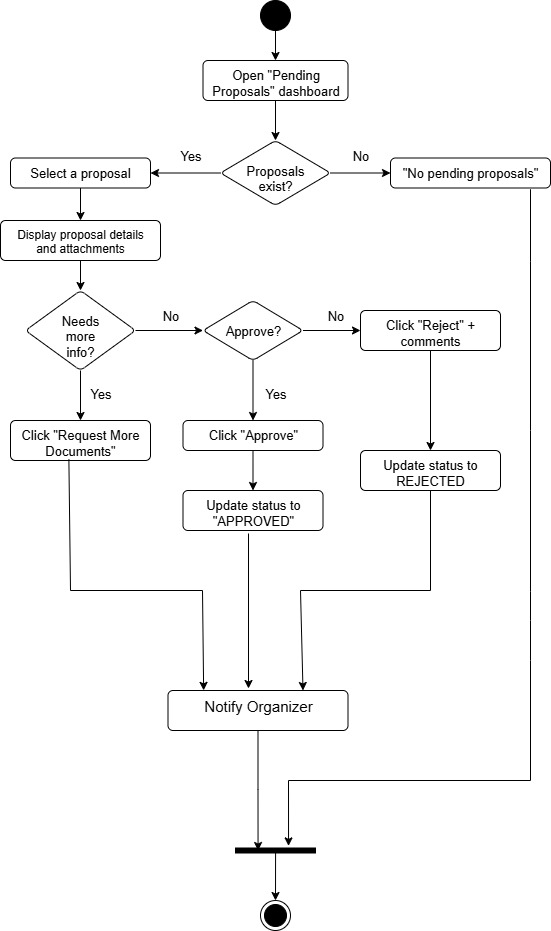 Open "Pending
Proposals" dashboard
Yes
Proposals
exist?
No
Select a proposal
"No pending proposals"
Display proposal details
and attachments
Needs
more
info?
No
Approve?
No
Click "Reject" +
comments
Yes
Yes
Click "Request More
Documents"
Click "Approve"
Update status to
REJECTED
Update status to
"APPROVED"
Notify Organizer